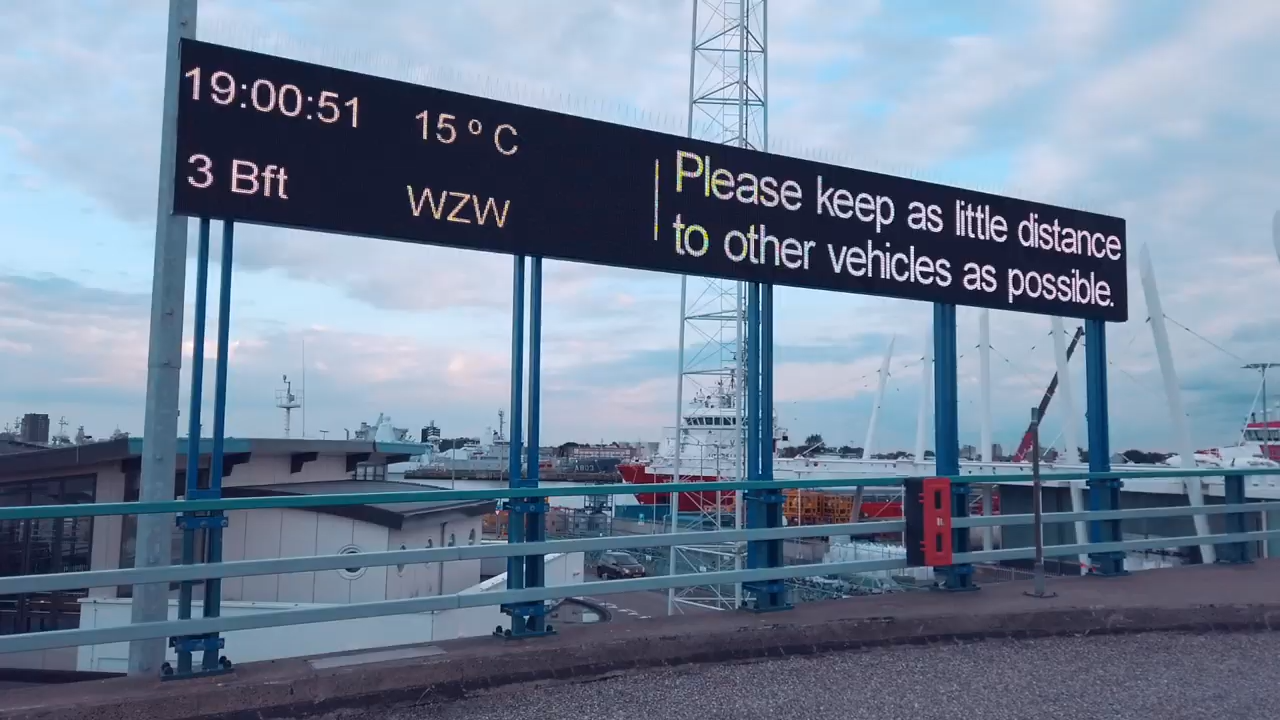 19:00:51 15 º C
3 Bft WZW
Please keep as little distance
to other vehicles as possible.